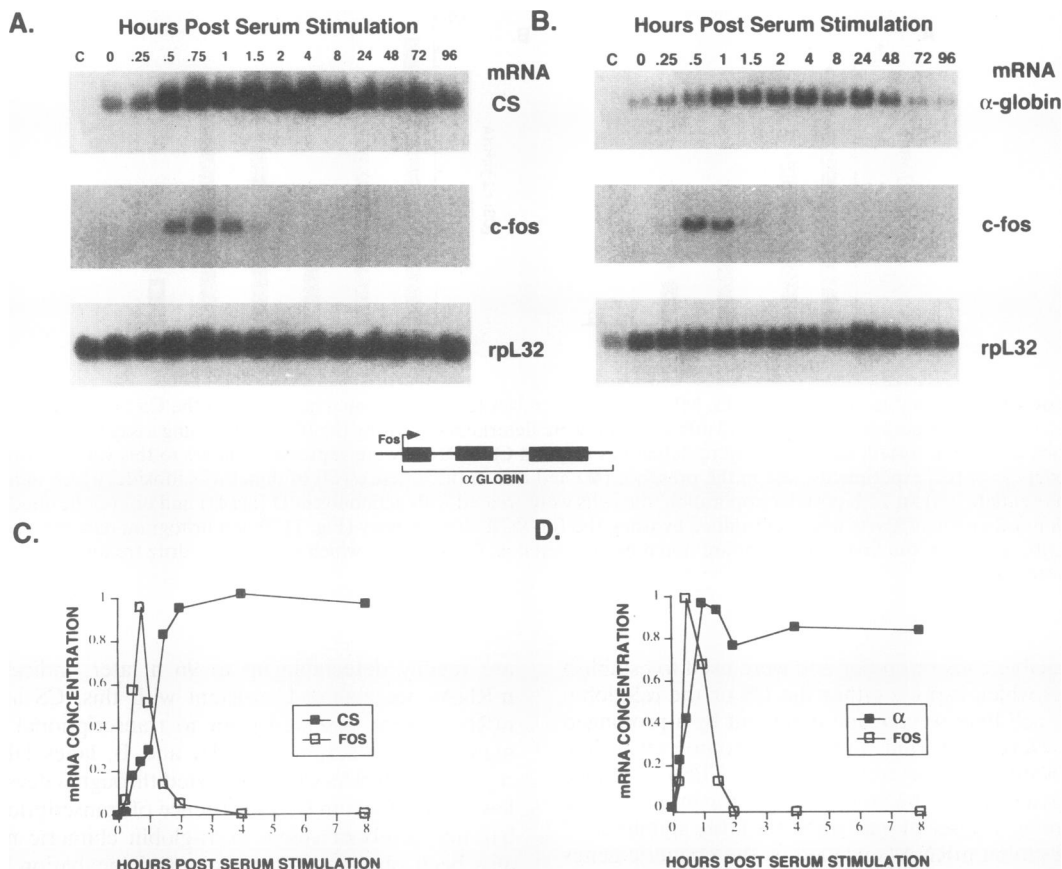 A.
Hours Post Serum Stimulation
C 0 .25 .5 .75 1 1.5 2 4 8 24 48 72 96
mRNA
CS
c-fos
rpL32
B.
Hours Post Serum Stimulation
C 0 .25 .5 1 1.5 2 4 8 24 48 72 96
mRNA
α-globin
c-fos
rpL32
Fos
α GLOBIN
C.
mRNA CONCENTRATION
1
0.8
0.6
0.4
0.2
0
CS
FOS
0 1 2 3 4 5 6 7 8
HOURS POST SERUM STIMULATION
D.
mRNA CONCENTRATION
1
0.8
0.6
0.4
0.2
0
α
FOS
0 1 2 3 4 5 6 7 8
HOURS POST SERUM STIMULATION